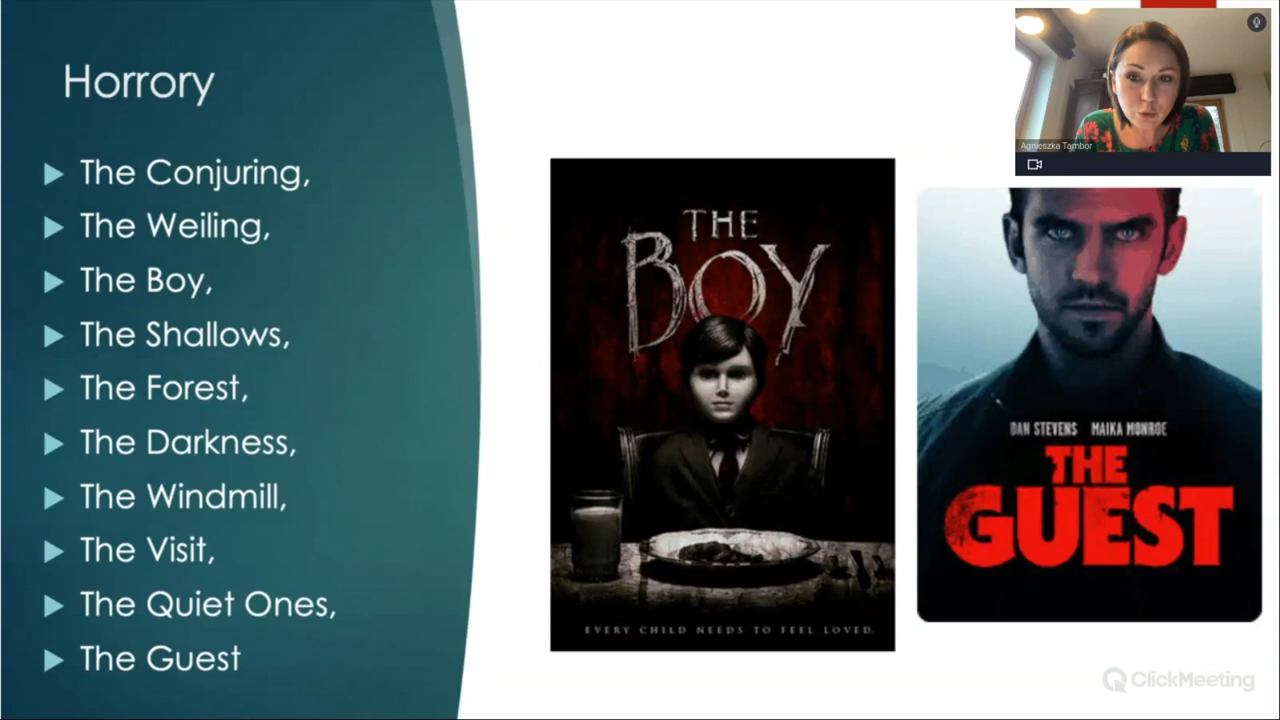 Horrory
The Conjuring,
The Weiling,
The Boy,
The Shallows,
The Forest,
The Darkness,
The Windmill,
The Visit,
The Quiet Ones,
The Guest
THE
BOY
EVERY CHILD NEEDS TO FEEL LOVED.
Agnieszka Tambor
DAN STEVENS MAIKA MONROE
THE
GUEST
ClickMeeting